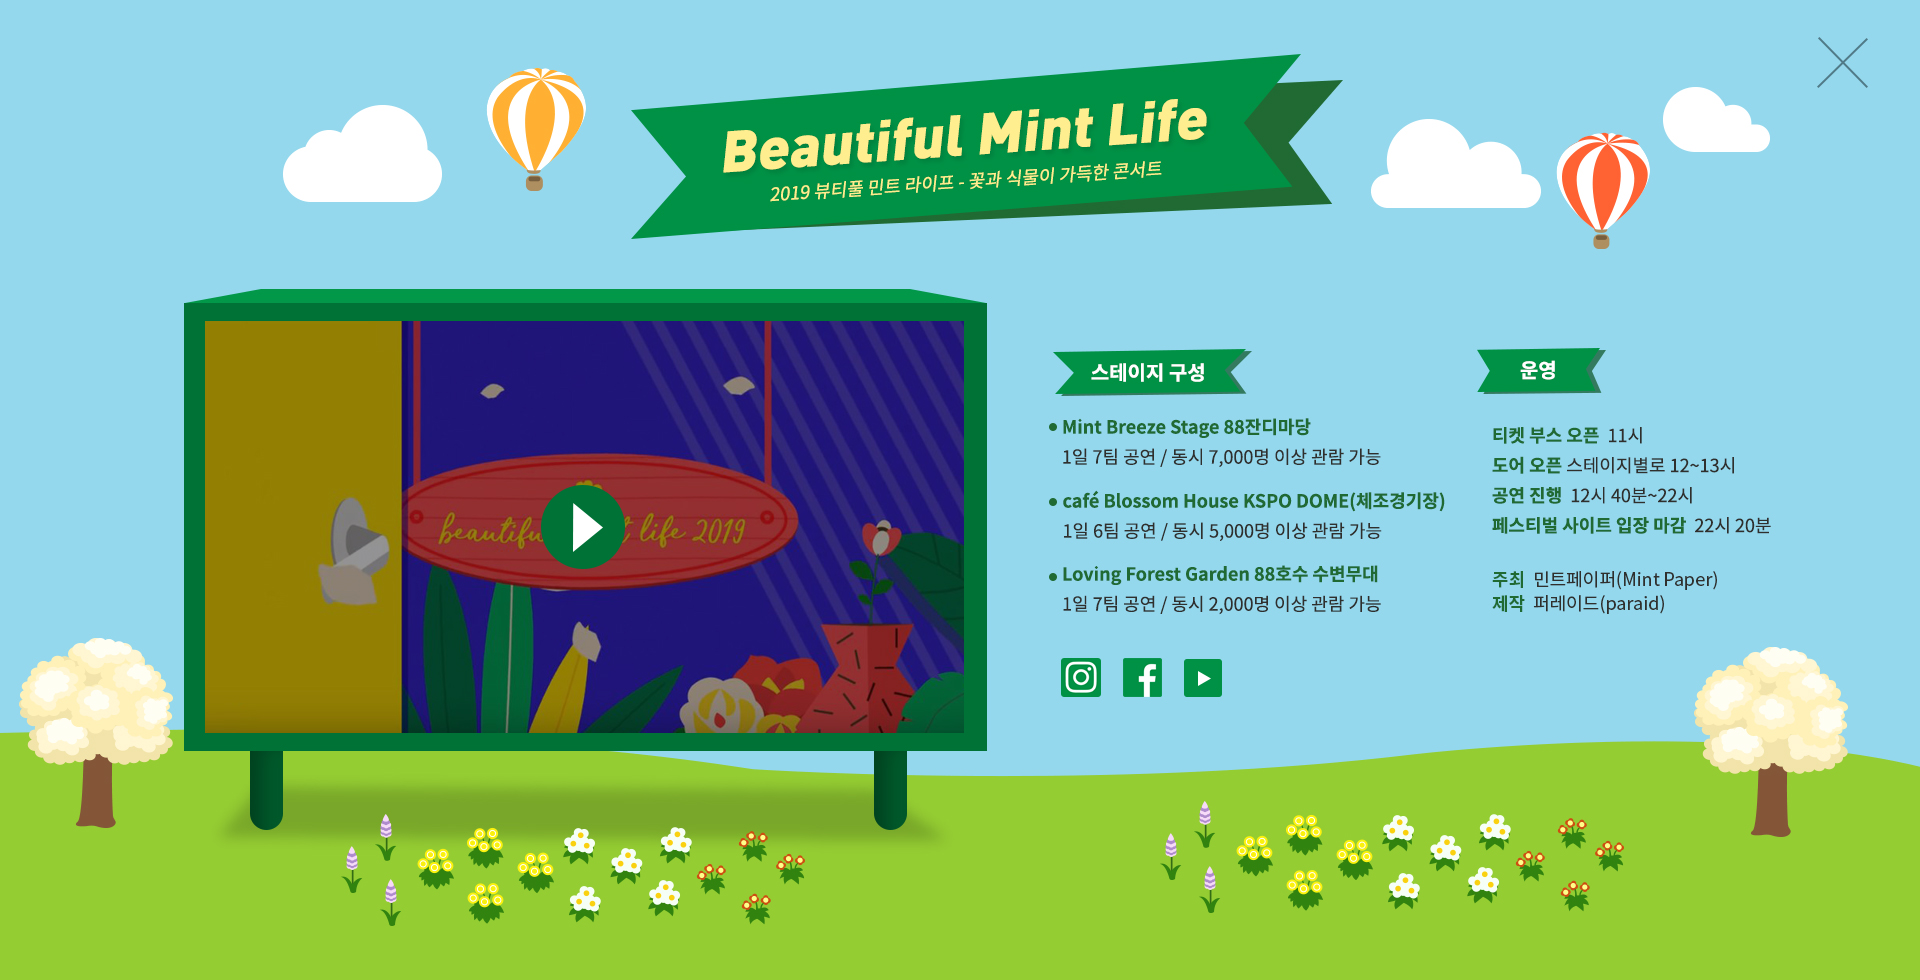 Beautiful Mint Life
2019 뷰티풀 민트 라이프 - 꽃과 식물이 가득한 콘서트
beautifu t life 2019
스테이지 구성
Mint Breeze Stage 88잔디마당
1일 7팀 공연 / 동시 7,000명 이상 관람 가능
café Blossom House KSPO DOME(체조경기장)
1일 6팀 공연 / 동시 5,000명 이상 관람 가능
Loving Forest Garden 88호수 수변무대
1일 7팀 공연 / 동시 2,000명 이상 관람 가능
운영
티켓 부스 오픈 11시
도어 오픈 스테이지별로 12~13시
공연 진행 12시 40분~22시
페스티벌 사이트 입장 마감 22시 20분
주최 민트페이퍼(Mint Paper)
제작 퍼레이드(paraid)